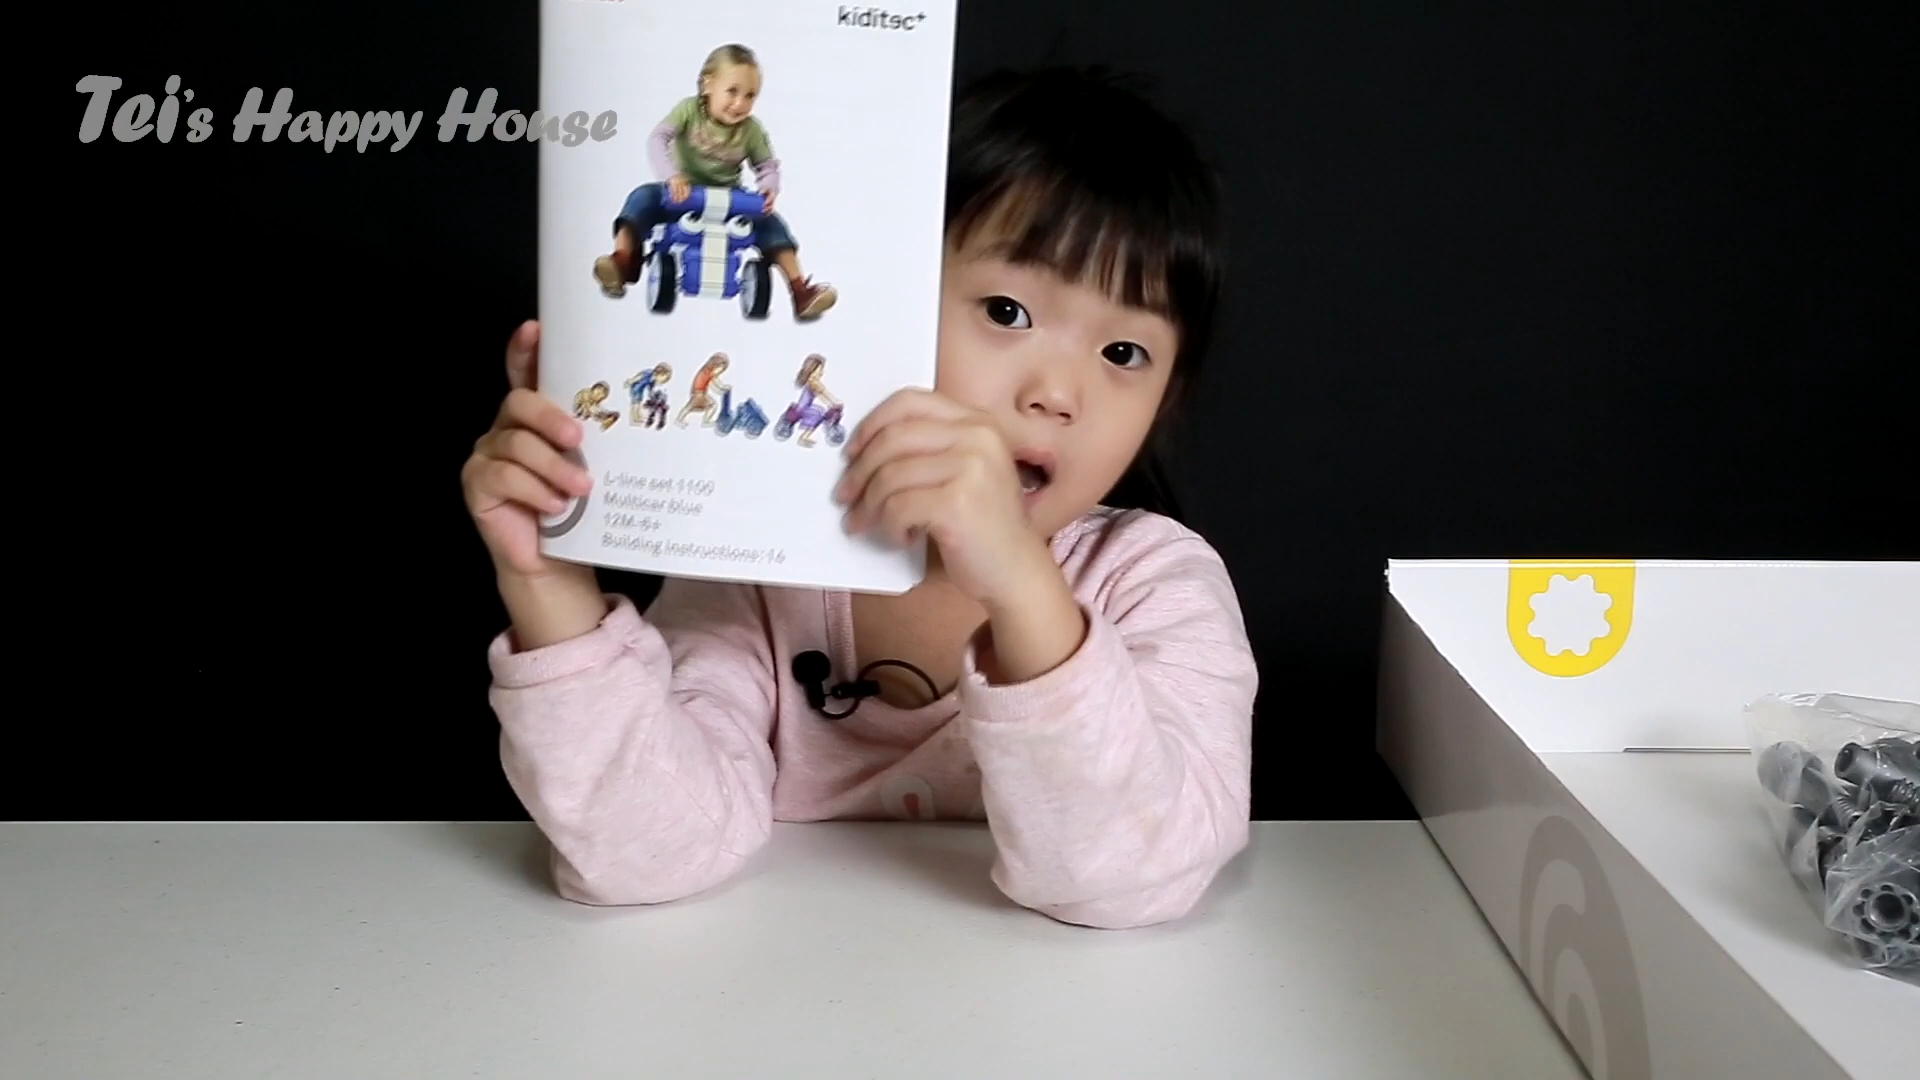 kiditec+
Tei's Happy House
L-line set 1100
Multicar blue
12M-6+
Building instructions: 16